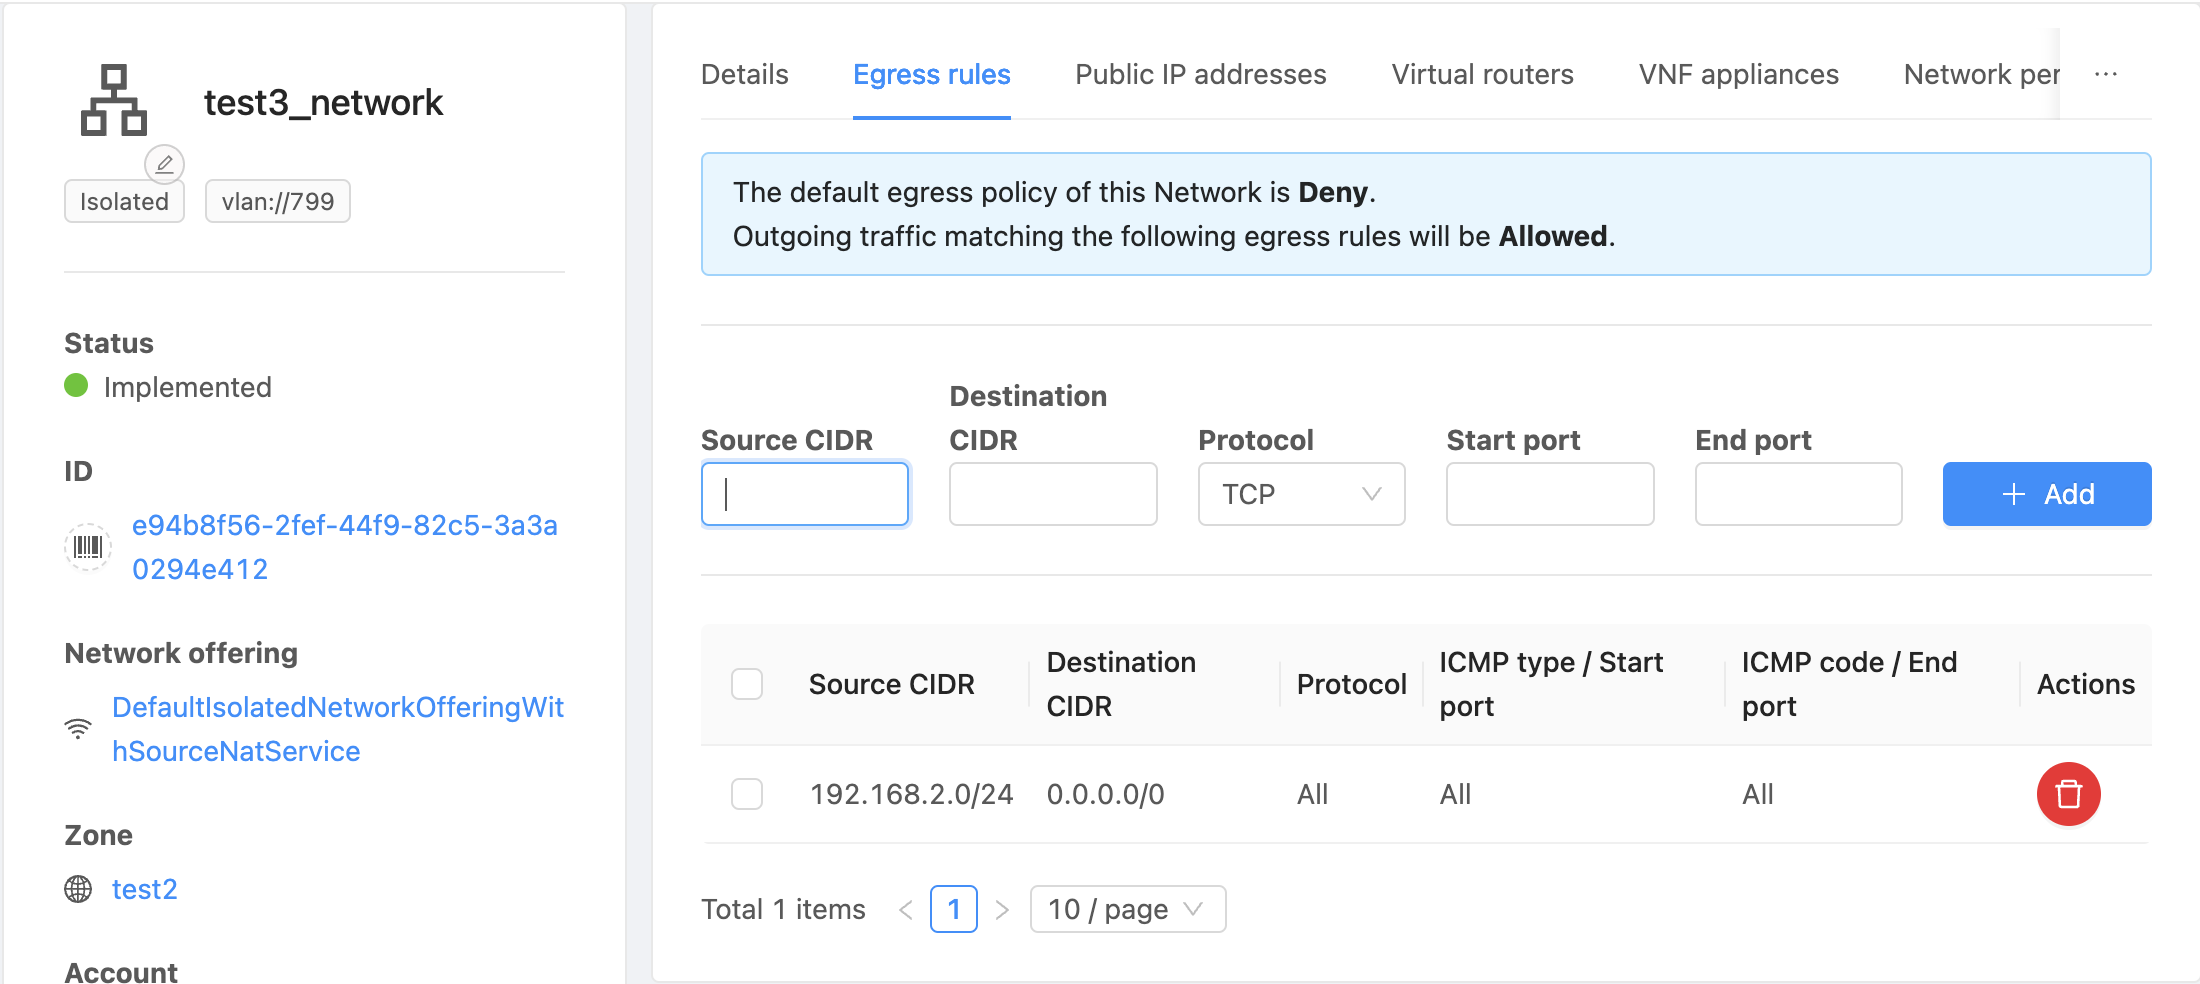 test3_network
Isolated
vlan://799
Status
Implemented
ID
e94b8f56-2fef-44f9-82c5-3a3a
0294e412
Network offering
DefaultIsolatedNetworkOfferingWit
hSourceNatService
Zone
test2
Account
Details Egress rules Public IP addresses Virtual routers VNF appliances Network per ···
The default egress policy of this Network is Deny.
Outgoing traffic matching the following egress rules will be Allowed.
Source CIDR
Destination
CIDR
Protocol
Start port
End port
TCP
+ Add
Source CIDR
Destination
CIDR
Protocol
ICMP type / Start
port
ICMP code / End
port
Actions
192.168.2.0/24 0.0.0.0/0 All All All
Total 1 items < 1 > 10 / page